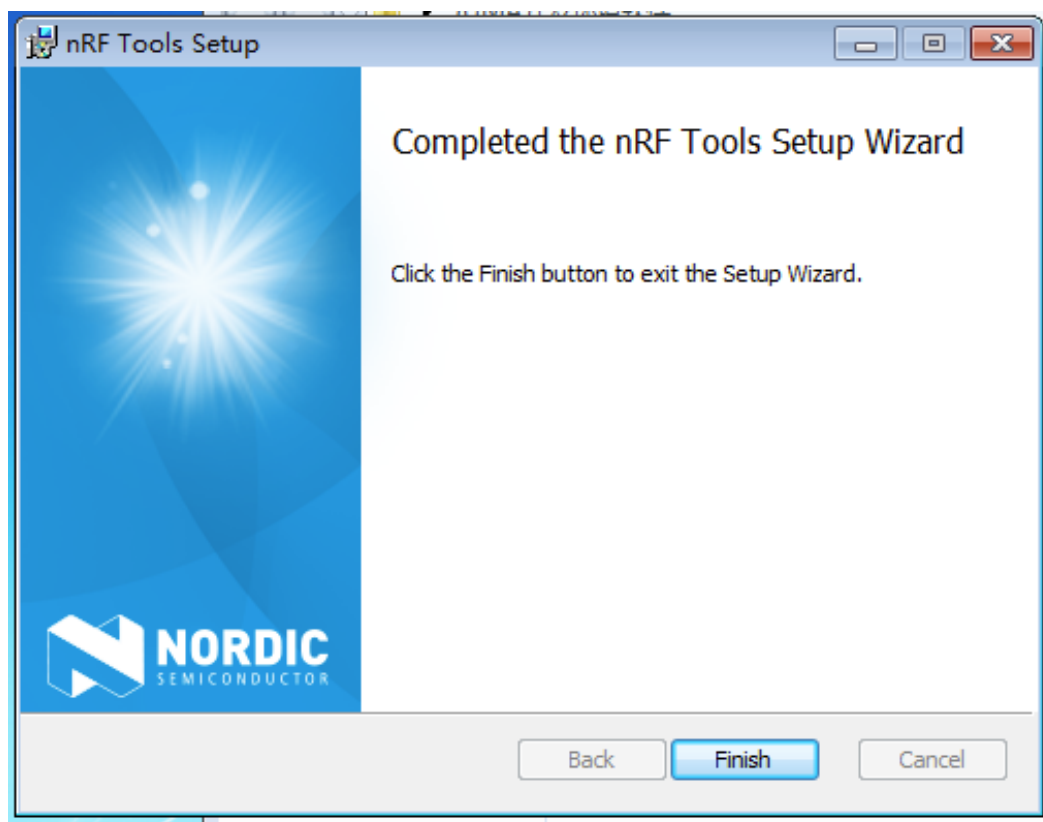 nRF Tools Setup
Completed the nRF Tools Setup Wizard
Click the Finish button to exit the Setup Wizard.
NORDIC
SEMICONDUCTOR
Back
Finish
Cancel